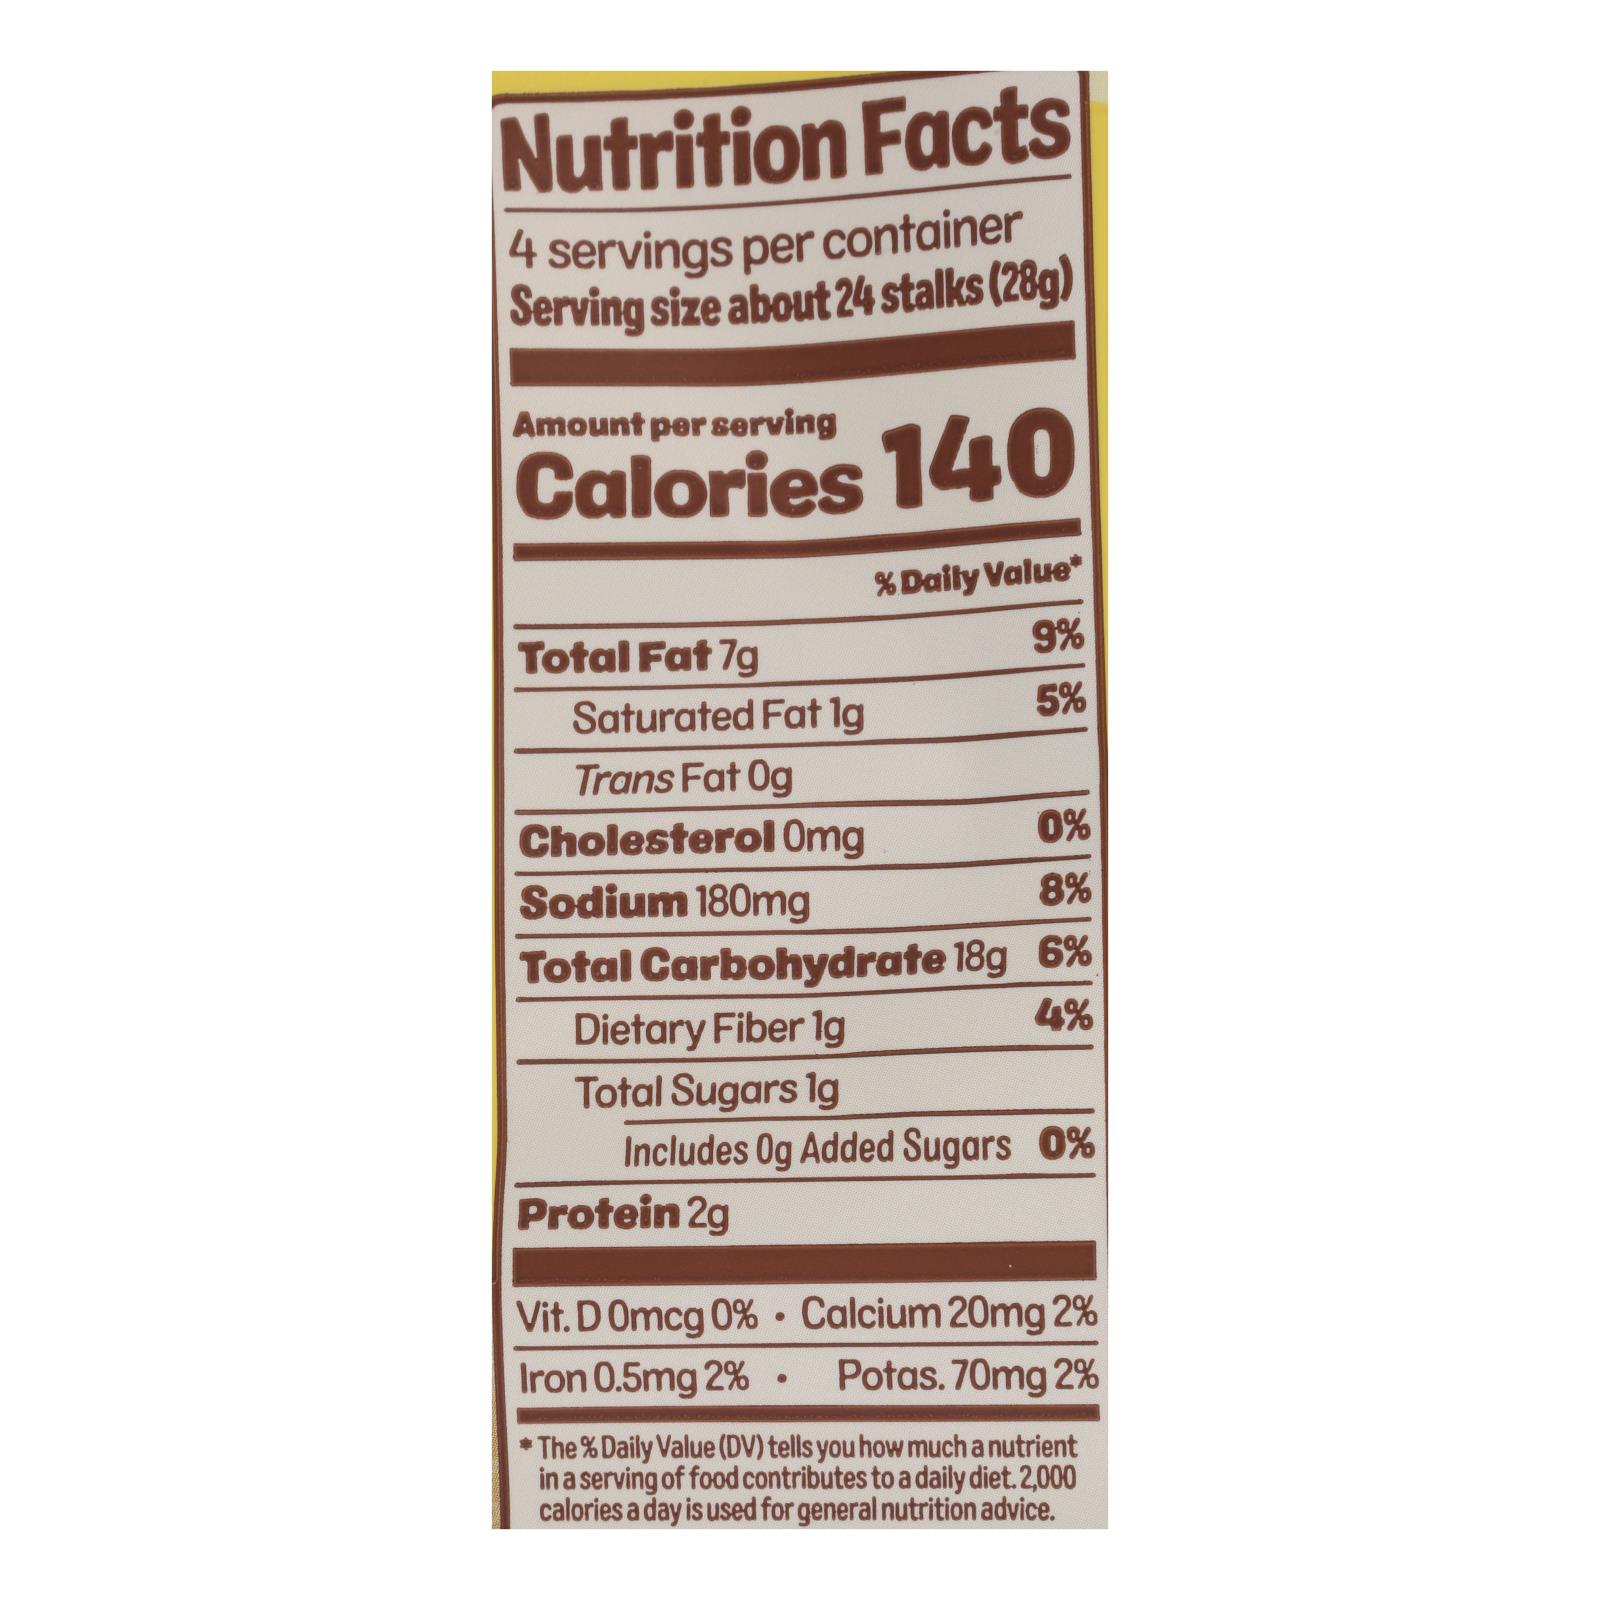 Nutrition Facts
4 servings per container
Serving size about 24 stalks (28g)
Amount per serving
Calories 140
% Daily Value*
Total Fat 7g 9%
Saturated Fat 1g 5%
Trans Fat 0g
Cholesterol 0mg 0%
Sodium 180mg 8%
Total Carbohydrate 18g 6%
Dietary Fiber 1g 4%
Total Sugars 1g
Includes 0g Added Sugars 0%
Protein 2g
Vit. D 0mcg 0% • Calcium 20mg 2%
Iron 0.5mg 2% • Potas. 70mg 2%
* The % Daily Value (DV) tells you how much a nutrient
in a serving of food contributes to a daily diet. 2,000
calories a day is used for general nutrition advice.